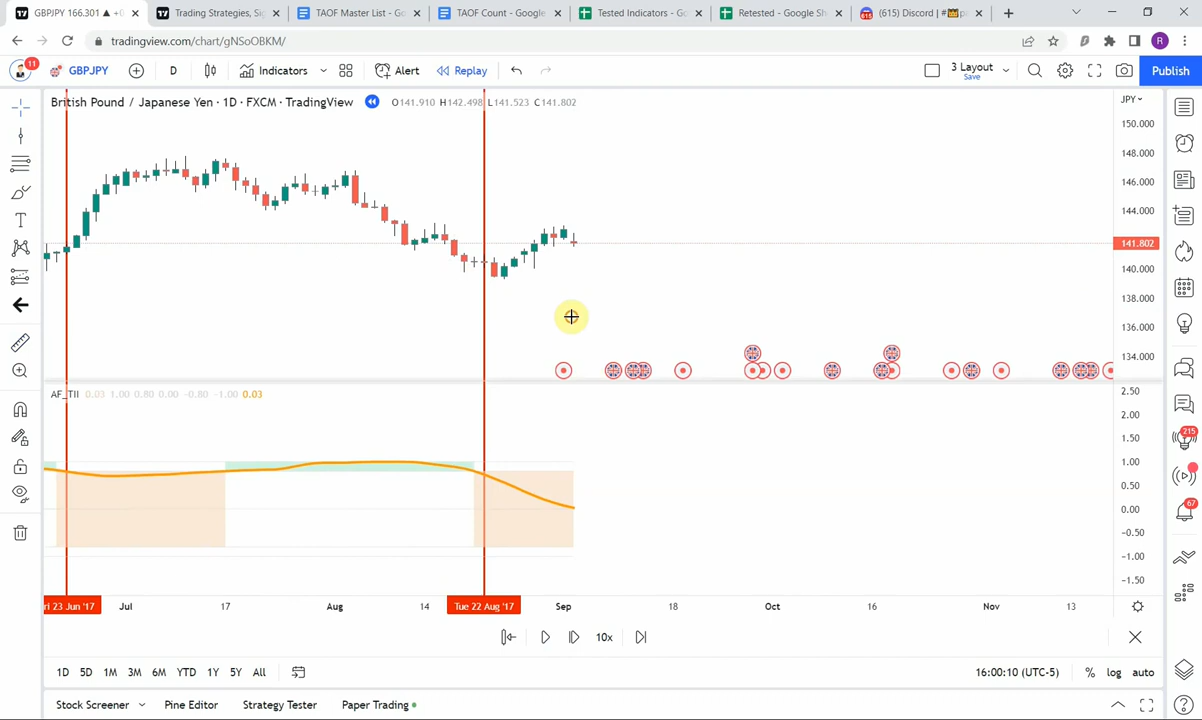 GBPJPY 166.301 ▲ +0
Trading Strategies, Sig
TAOF Master List - Goo
TAOF Count - Google
Tested Indicators - Goo
Retested - Google Sh
(615) Discord | #
tradingview.com/chart/gNSoOBKM/
R
11
GBPJPY
D
Indicators
Alert
Replay
3 Layout
Save
Publish
British Pound / Japanese Yen · 1D · FXCM · TradingView
O141.910 H142.498 L141.523 C141.802
JPY
150.000
148.000
146.000
144.000
141.802
140.000
138.000
136.000
134.000
AF_TII 0.03 1.00 0.80 0.00 -0.80 -1.00 0.03
2.50
2.00
1.50
1.00
0.50
0.00
-0.50
-1.00
-1.50
215
67
ri 23 Jun '17
Jul
17
Aug
14
Tue 22 Aug '17
Sep
18
Oct
16
Nov
13
10x
1D 5D 1M 3M 6M YTD 1Y 5Y All
16:00:10 (UTC-5)
% log auto
Stock Screener
Pine Editor
Strategy Tester
Paper Trading